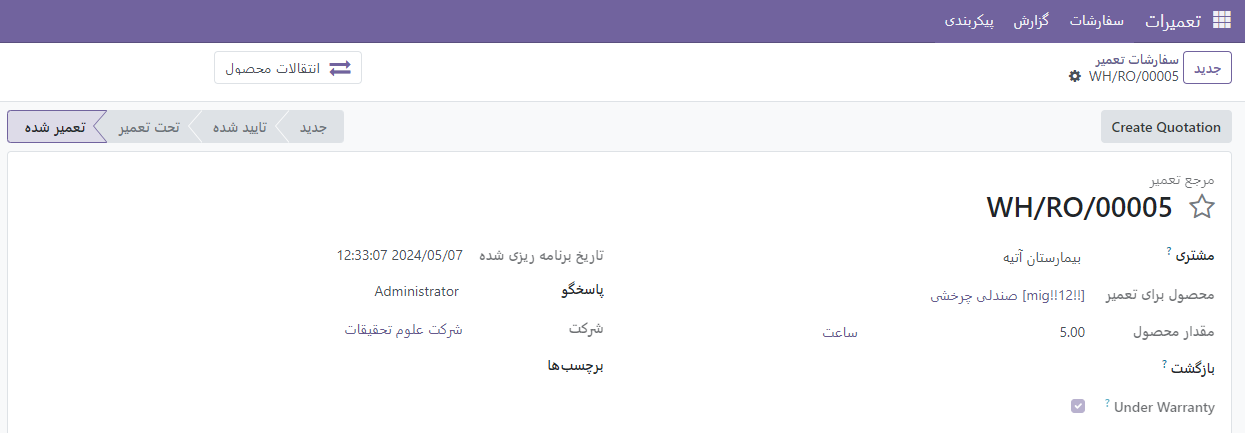 تعمیرات سفارشات گزارش پیکربندی
جدید
سفارشات تعمیر
WH/RO/00005
انتقالات محصول
Create Quotation
جدید تایید شده تحت تعمیر تعمیر شده
مرجع تعمیر
WH/RO/00005
مشتری ? بیمارستان آتیه
محصول برای تعمیر [mig!!12!!] صندلی چرخشی
مقدار محصول 5.00 ساعت
بازگشت ?
Under Warranty ?
تاریخ برنامه ریزی شده 2024/05/07 12:33:07
پاسخگو Administrator
شرکت شرکت علوم تحقیقات
برچسب‌ها